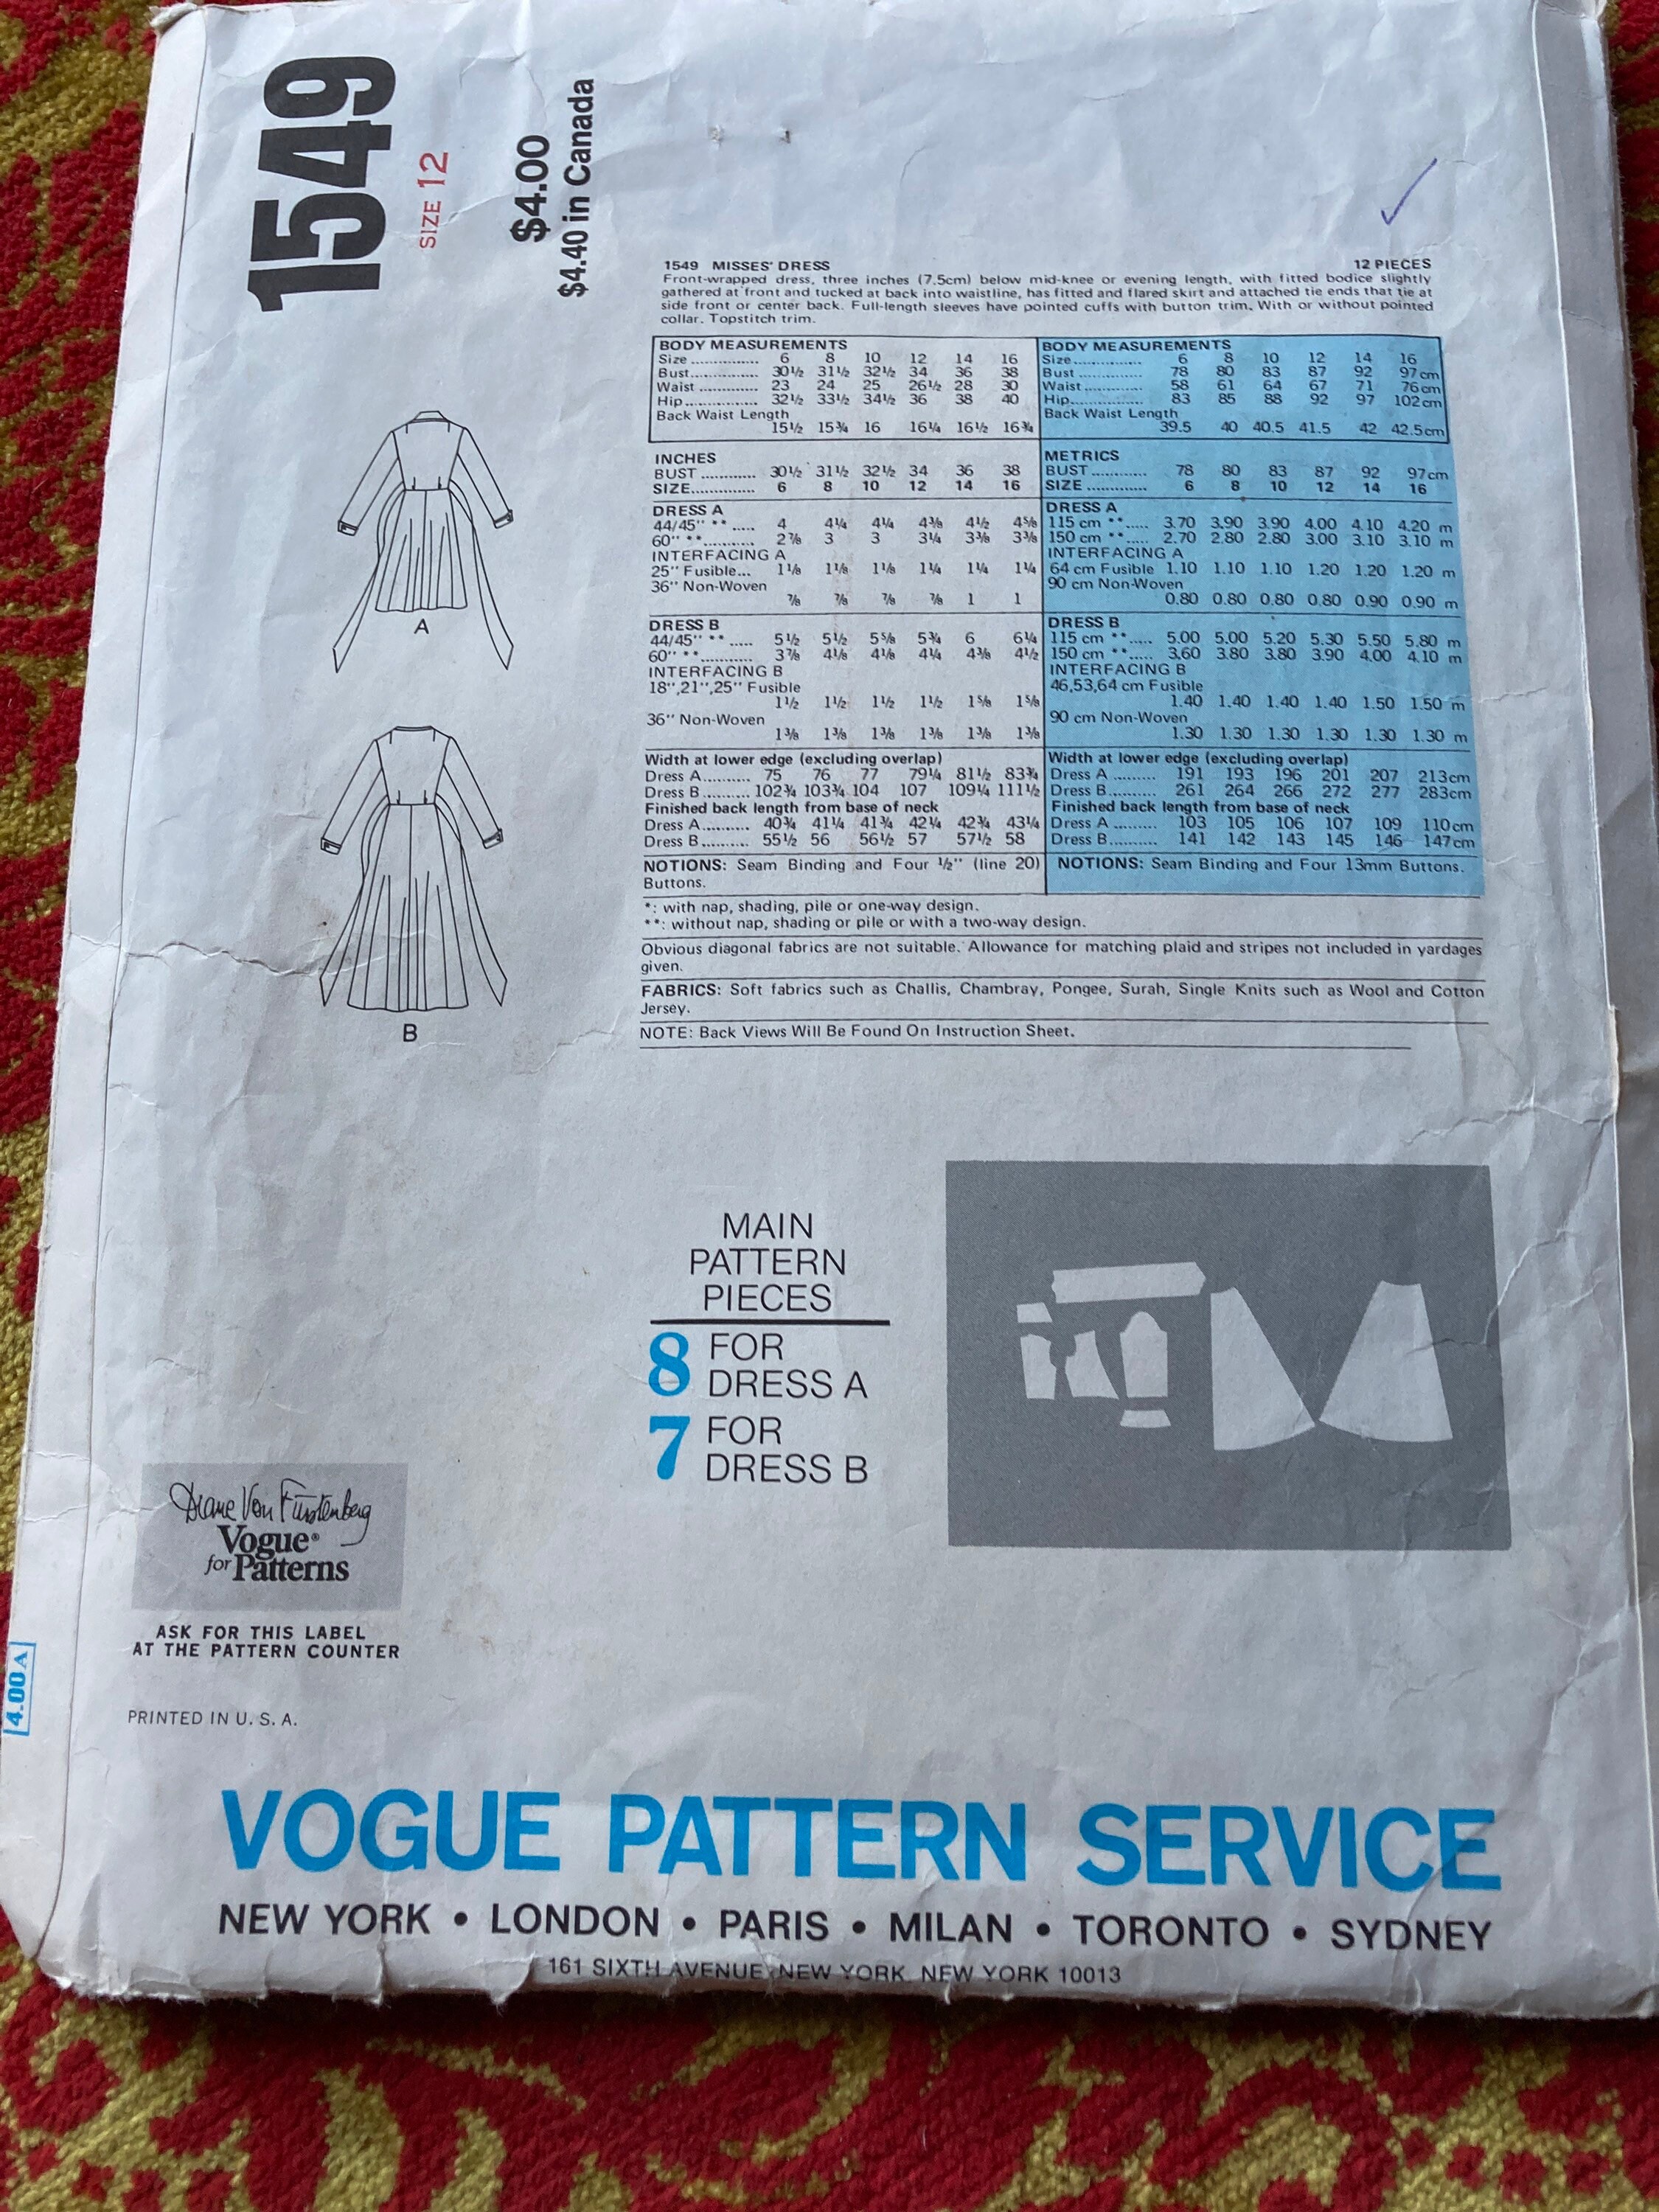 1549
SIZE 12
$4.00
$4.40 in Canada
1549 MISSES' DRESS 12 PIECES
Front-wrapped dress, three inches (7.5cm) below mid-knee or evening length, with fitted bodice slightly
gathered at front and tucked at back into waistline, has fitted and flared skirt and attached tie ends that tie at
side front or center back. Full-length sleeves have pointed cuffs with button trim. With or without pointed
collar. Topstitch trim.
BODY MEASUREMENTS
Size .............. 6 8 10 12 14 16
Bust.............. 30½ 31½ 32½ 34 36 38
Waist ............ 23 24 25 26½ 28 30
Hip................ 32½ 33½ 34½ 36 38 40
Back Waist Length
15½ 15¾ 16 16¼ 16½ 16¾
INCHES
BUST ........... 30½ 31½ 32½ 34 36 38
SIZE............. 6 8 10 12 14 16
DRESS A
44/45" ** ..... 4 4¼ 4¼ 4⅜ 4½ 4⅝
60" **........... 2⅞ 3 3 3¼ 3⅜ 3⅜
INTERFACING A
25" Fusible... 1⅛ 1⅛ 1⅛ 1¼ 1¼ 1¼
36" Non-Woven
⅞ ⅞ ⅞ ⅞ 1 1
DRESS B
44/45" ** ..... 5½ 5½ 5⅝ 5¾ 6 6¼
60" **........... 3⅞ 4⅛ 4⅛ 4¼ 4⅜ 4½
INTERFACING B
18",21",25" Fusible
1½ 1½ 1½ 1½ 1⅝ 1⅝
36" Non-Woven
1⅜ 1⅜ 1⅜ 1⅜ 1⅜ 1⅜
Width at lower edge (excluding overlap)
Dress A.......... 75 76 77 79¼ 81½ 83¾
Dress B.......... 102¾ 103¾ 104 107 109¼ 111½
Finished back length from base of neck
Dress A.......... 40¾ 41¼ 41¾ 42¼ 42¾ 43¼
Dress B.......... 55½ 56 56½ 57 57½ 58
NOTIONS: Seam Binding and Four ½" (line 20)
Buttons.
BODY MEASUREMENTS
Size.............. 6 8 10 12 14 16
Bust ............. 78 80 83 87 92 97cm
Waist ............ 58 61 64 67 71 76cm
Hip................ 83 85 88 92 97 102cm
Back Waist Length
39.5 40 40.5 41.5 42 42.5cm
METRICS
BUST ........... 78 80 83 87 92 97cm
SIZE ............ 6 8 10 12 14 16
DRESS A
115 cm **..... 3.70 3.90 3.90 4.00 4.10 4.20 m
150 cm **..... 2.70 2.80 2.80 3.00 3.10 3.10 m
INTERFACING A
64 cm Fusible 1.10 1.10 1.10 1.20 1.20 1.20 m
90 cm Non-Woven
0.80 0.80 0.80 0.80 0.90 0.90 m
DRESS B
115 cm **..... 5.00 5.00 5.20 5.30 5.50 5.80 m
150 cm **..... 3.60 3.80 3.80 3.90 4.00 4.10 m
INTERFACING B
46,53,64 cm Fusible
1.40 1.40 1.40 1.40 1.50 1.50 m
90 cm Non-Woven
1.30 1.30 1.30 1.30 1.30 1.30 m
Width at lower edge (excluding overlap)
Dress A ......... 191 193 196 201 207 213cm
Dress B.......... 261 264 266 272 277 283cm
Finished back length from base of neck
Dress A ......... 103 105 106 107 109 110cm
Dress B.......... 141 142 143 145 146 147cm
NOTIONS: Seam Binding and Four 13mm Buttons.
*: with nap, shading, pile or one-way design.
**: without nap, shading or pile or with a two-way design.
Obvious diagonal fabrics are not suitable. Allowance for matching plaid and stripes not included in yardages
given.
FABRICS: Soft fabrics such as Challis, Chambray, Pongee, Surah, Single Knits such as Wool and Cotton
Jersey.
NOTE: Back Views Will Be Found On Instruction Sheet.
A
B
MAIN
PATTERN
PIECES
8 FOR
DRESS A
7 FOR
DRESS B
Diane Von Fürstenberg
Vogue®
for Patterns
ASK FOR THIS LABEL
AT THE PATTERN COUNTER
4.00 A
PRINTED IN U. S. A.
VOGUE PATTERN SERVICE
NEW YORK • LONDON • PARIS • MILAN • TORONTO • SYDNEY
161 SIXTH AVENUE, NEW YORK, NEW YORK 10013